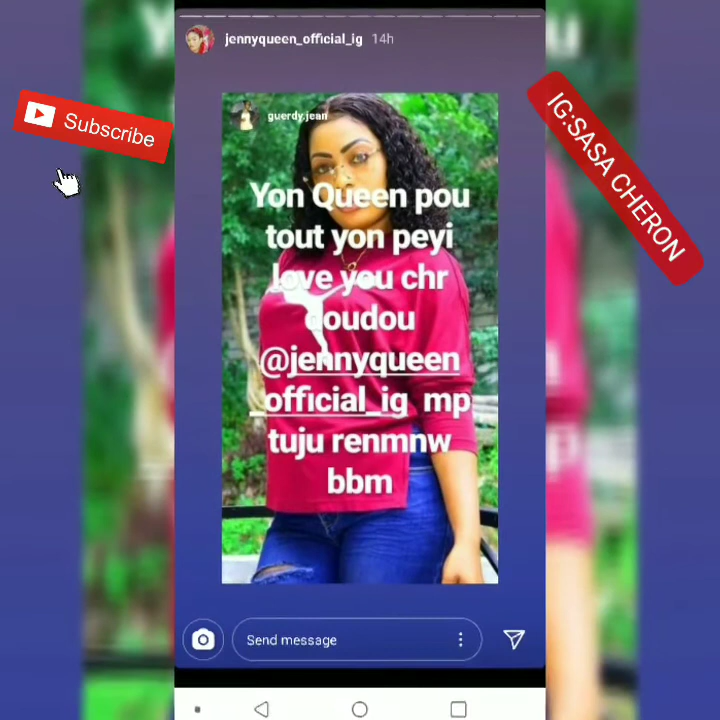 jennyqueen_official_ig 14h
Subscribe
IG:SASA CHERON
guerdy.jean
Yon Queen pou
tout yon peyi
love you chr
doudou
@jennyqueen
_official_ig mp
tuju renmnw
bbm
Send message